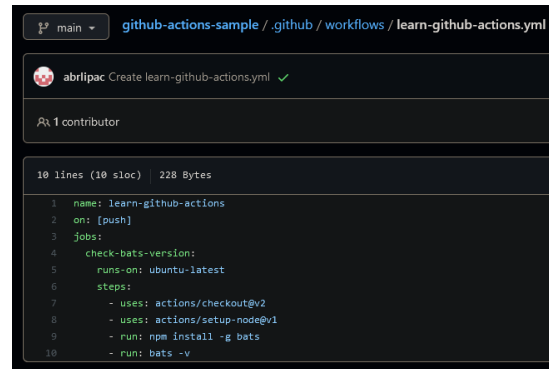 main github-actions-sample / .github / workflows / learn-github-actions.yml
abrlipac Create learn-github-actions.yml
1 contributor
10 lines (10 sloc) 228 Bytes
1 name: learn-github-actions
2 on: [push]
3 jobs:
4 check-bats-version:
5 runs-on: ubuntu-latest
6 steps:
7 - uses: actions/checkout@v2
8 - uses: actions/setup-node@v1
9 - run: npm install -g bats
10 - run: bats -v